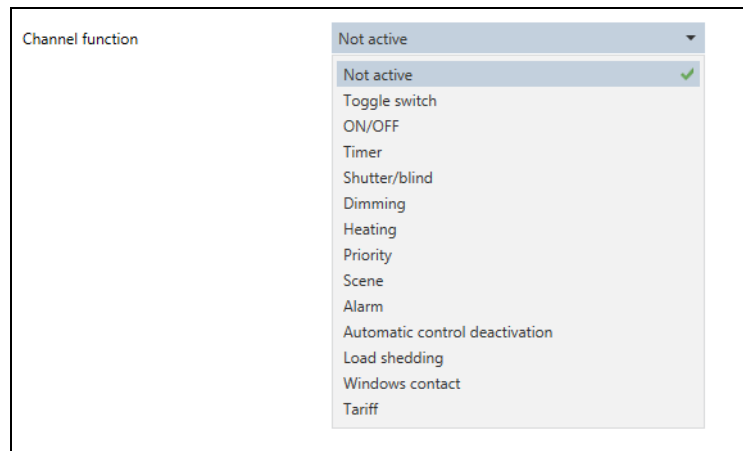 Channel function Not active
Not active
Toggle switch
ON/OFF
Timer
Shutter/blind
Dimming
Heating
Priority
Scene
Alarm
Automatic control deactivation
Load shedding
Windows contact
Tariff